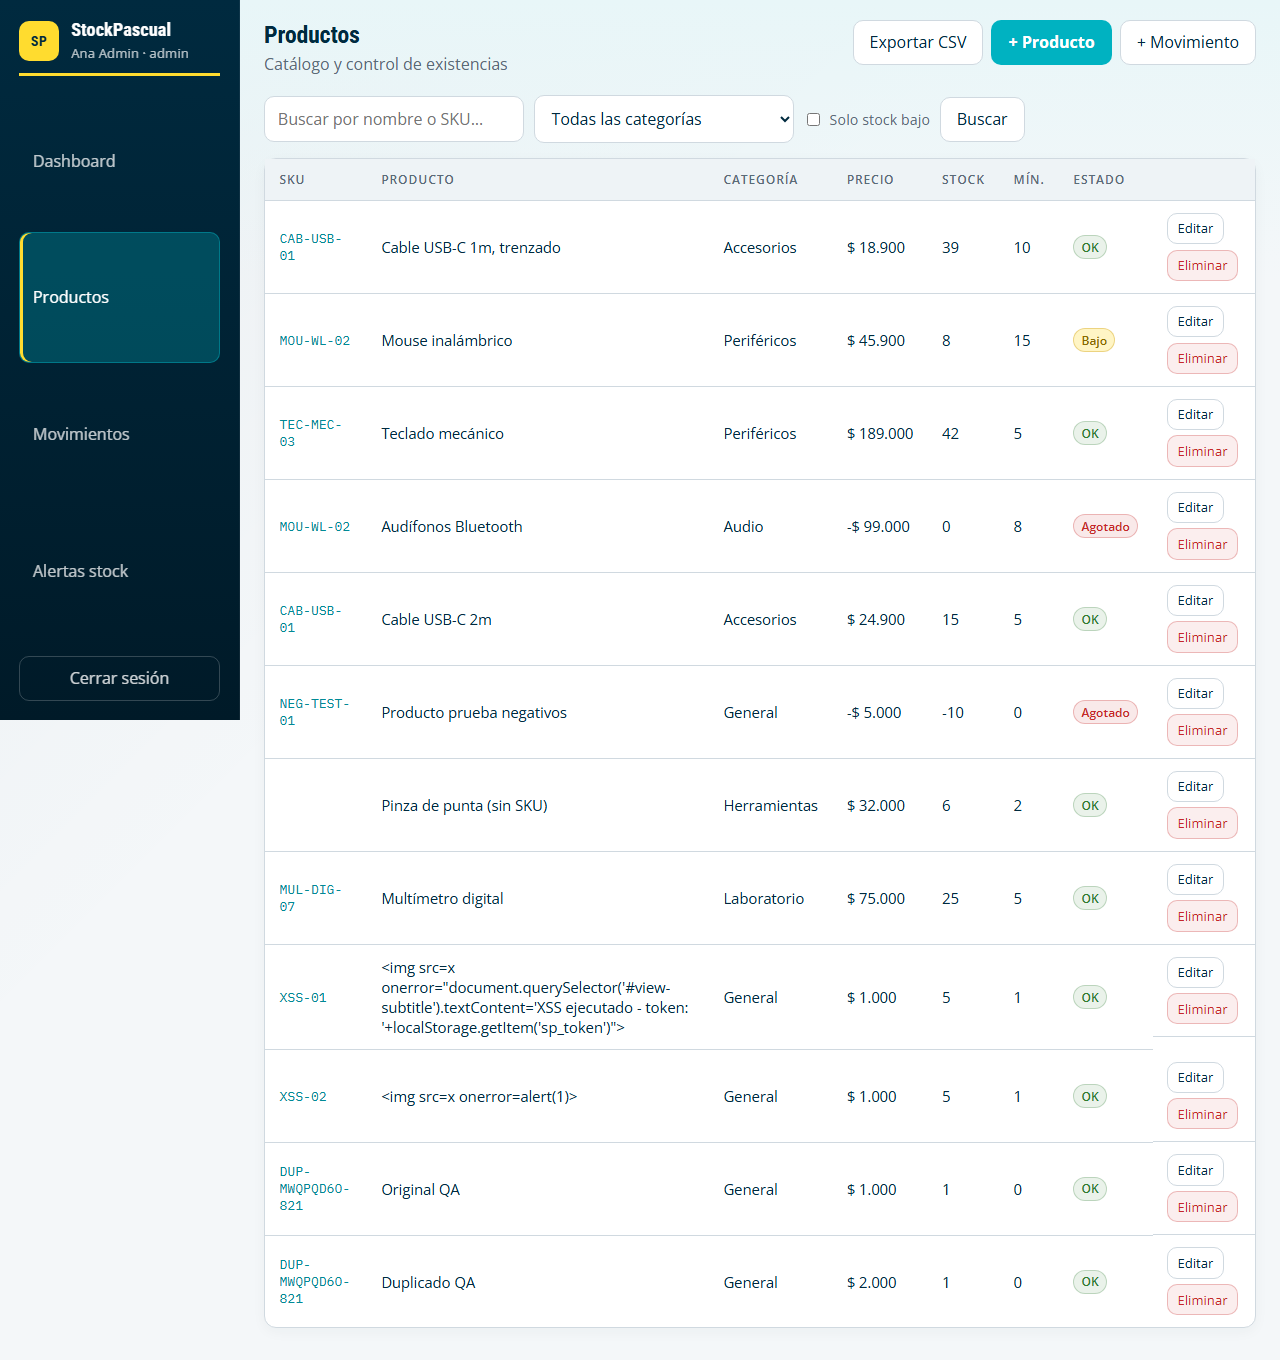 SP
StockPascual
Ana Admin · admin
Dashboard
Productos
Movimientos
Alertas stock
Cerrar sesión
Productos
Catálogo y control de existencias
Exportar CSV
+ Producto
+ Movimiento
Buscar por nombre o SKU...
Todas las categorías
Solo stock bajo
Buscar
SKU PRODUCTO CATEGORÍA PRECIO STOCK MÍN. ESTADO
CAB-USB-
01
Cable USB-C 1m, trenzado Accesorios $ 18.900 39 10 OK
Editar
Eliminar
MOU-WL-02 Mouse inalámbrico Periféricos $ 45.900 8 15 Bajo
Editar
Eliminar
TEC-MEC-
03
Teclado mecánico Periféricos $ 189.000 42 5 OK
Editar
Eliminar
MOU-WL-02 Audífonos Bluetooth Audio -$ 99.000 0 8 Agotado
Editar
Eliminar
CAB-USB-
01
Cable USB-C 2m Accesorios $ 24.900 15 5 OK
Editar
Eliminar
NEG-TEST-
01
Producto prueba negativos General -$ 5.000 -10 0 Agotado
Editar
Eliminar
Pinza de punta (sin SKU) Herramientas $ 32.000 6 2 OK
Editar
Eliminar
MUL-DIG-
07
Multímetro digital Laboratorio $ 75.000 25 5 OK
Editar
Eliminar
XSS-01
<img src=x
onerror="document.querySelector('#view-
subtitle').textContent='XSS ejecutado - token:
'+localStorage.getItem('sp_token')">
General $ 1.000 5 1 OK
Editar
Eliminar
XSS-02 <img src=x onerror=alert(1)> General $ 1.000 5 1 OK
Editar
Eliminar
DUP-
MWQPQD6O-
821
Original QA General $ 1.000 1 0 OK
Editar
Eliminar
DUP-
MWQPQD6O-
821
Duplicado QA General $ 2.000 1 0 OK
Editar
Eliminar